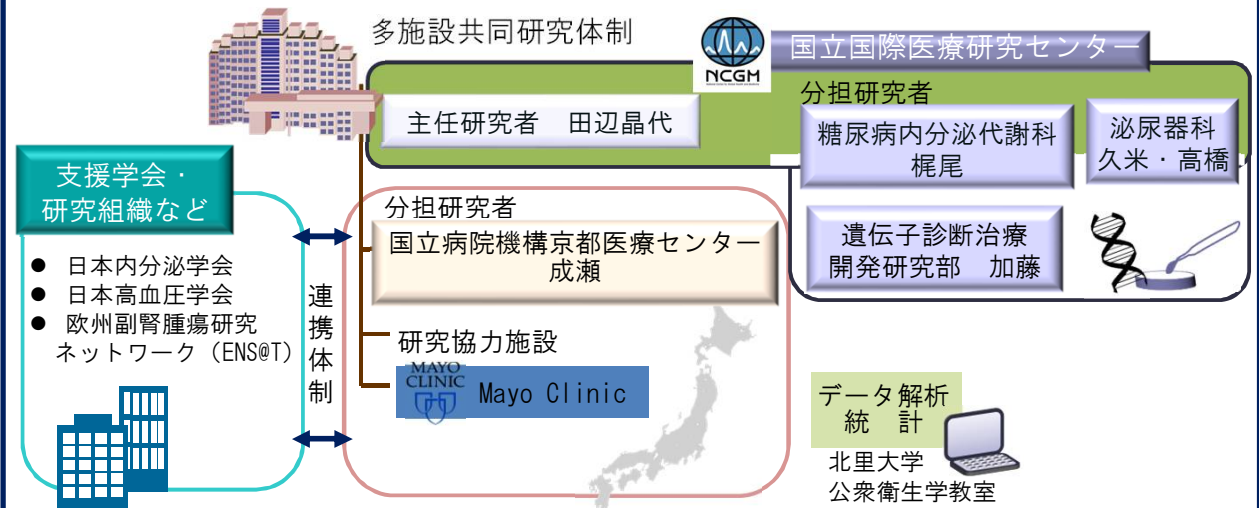 多施設共同研究体制
NCGM
国立国際医療研究センター
主任研究者　田辺晶代
分担研究者
糖尿病内分泌代謝科
梶尾
泌尿器科
久米・高橋
遺伝子診断治療
開発研究部　加藤
支援学会・
研究組織など
● 日本内分泌学会
● 日本高血圧学会
● 欧州副腎腫瘍研究
ネットワーク（ENS@T）
連携体制
分担研究者
国立病院機構京都医療センター
成瀬
研究協力施設
MAYO
CLINIC
Mayo Clinic
データ解析
統　計
北里大学
公衆衛生学教室